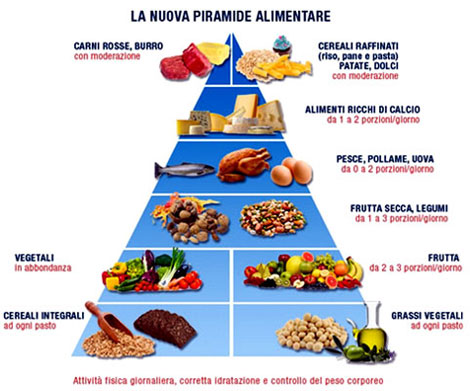 LA NUOVA PIRAMIDE ALIMENTARE
CARNI ROSSE, BURRO
con moderazione
CEREALI RAFFINATI
(riso, pane e pasta)
PATATE, DOLCI
con moderazione
ALIMENTI RICCHI DI CALCIO
da 1 a 2 porzioni/giorno
PESCE, POLLAME, UOVA
da 0 a 2 porzioni/giorno
FRUTTA SECCA, LEGUMI
da 1 a 3 porzioni/giorno
VEGETALI
in abbondanza
FRUTTA
da 2 a 3 porzioni/giorno
CEREALI INTEGRALI
ad ogni pasto
GRASSI VEGETALI
ad ogni pasto
Attività fisica giornaliera, corretta idratazione e controllo del peso corporeo